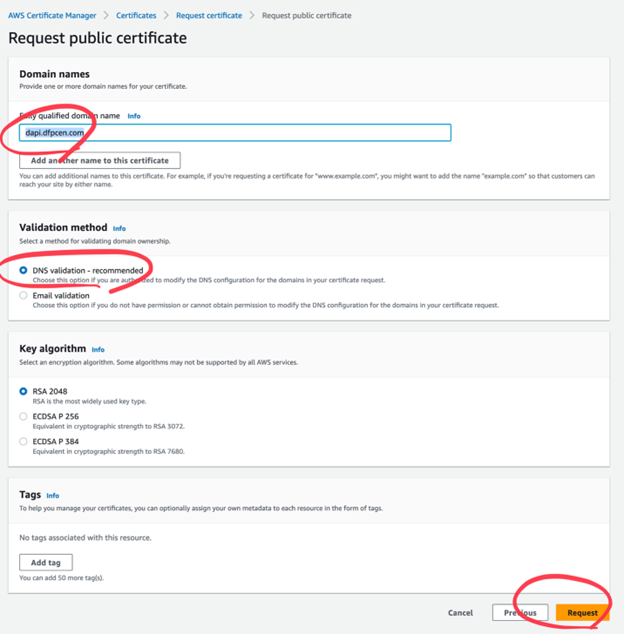 AWS Certificate Manager > Certificates > Request certificate > Request public certificate
Request public certificate
Domain names
Provide one or more domain names for your certificate.
Fully qualified domain name Info
dapi.dfpcen.com
Add another name to this certificate
You can add additional names to this certificate. For example, if you're requesting a certificate for "www.example.com", you might want to add the name "example.com" so that customers can
reach your site by either name.
Validation method Info
Select a method for validating domain ownership.
DNS validation - recommended
Choose this option if you are authorized to modify the DNS configuration for the domains in your certificate request.
Email validation
Choose this option if you do not have permission or cannot obtain permission to modify the DNS configuration for the domains in your certificate request.
Key algorithm Info
Select an encryption algorithm. Some algorithms may not be supported by all AWS services.
RSA 2048
RSA is the most widely used key type.
ECDSA P 256
Equivalent in cryptographic strength to RSA 3072.
ECDSA P 384
Equivalent in cryptographic strength to RSA 7680.
Tags Info
To help you manage your certificates, you can optionally assign your own metadata to each resource in the form of tags.
No tags associated with this resource.
Add tag
You can add 50 more tag(s).
Cancel Previous Request